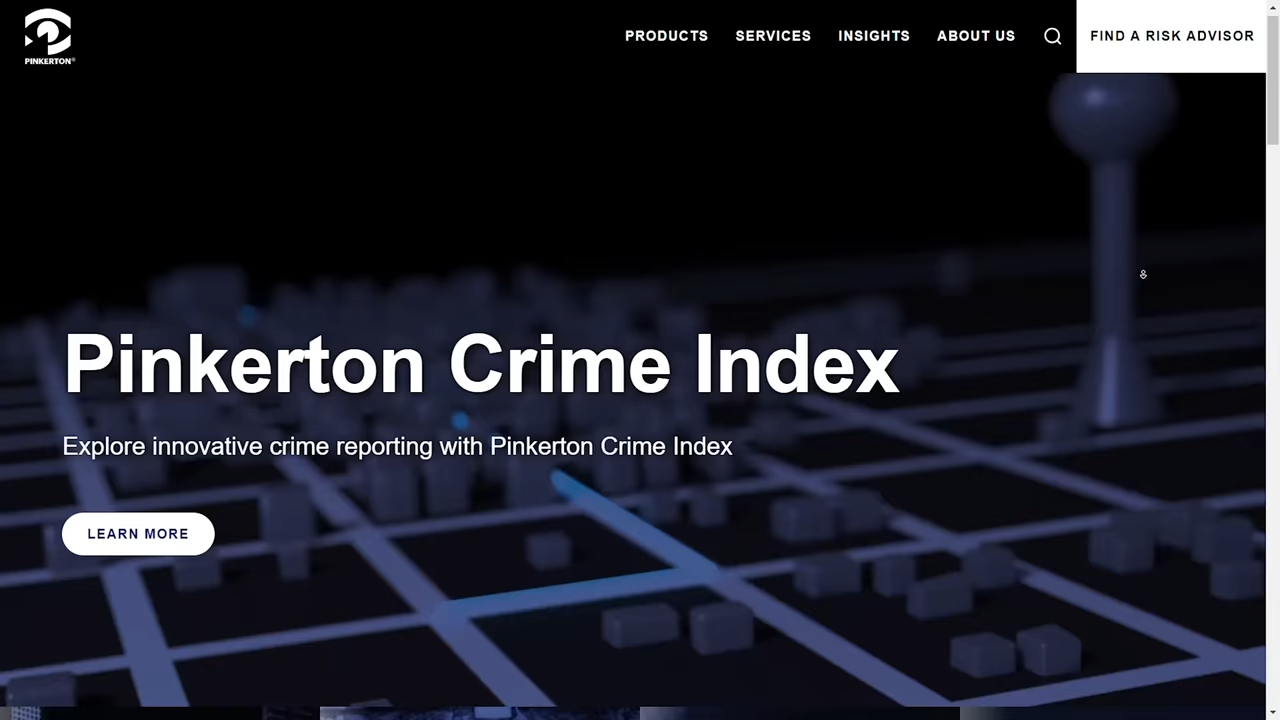 PINKERTON®
PRODUCTS SERVICES INSIGHTS ABOUT US FIND A RISK ADVISOR
Pinkerton Crime Index
Explore innovative crime reporting with Pinkerton Crime Index
LEARN MORE